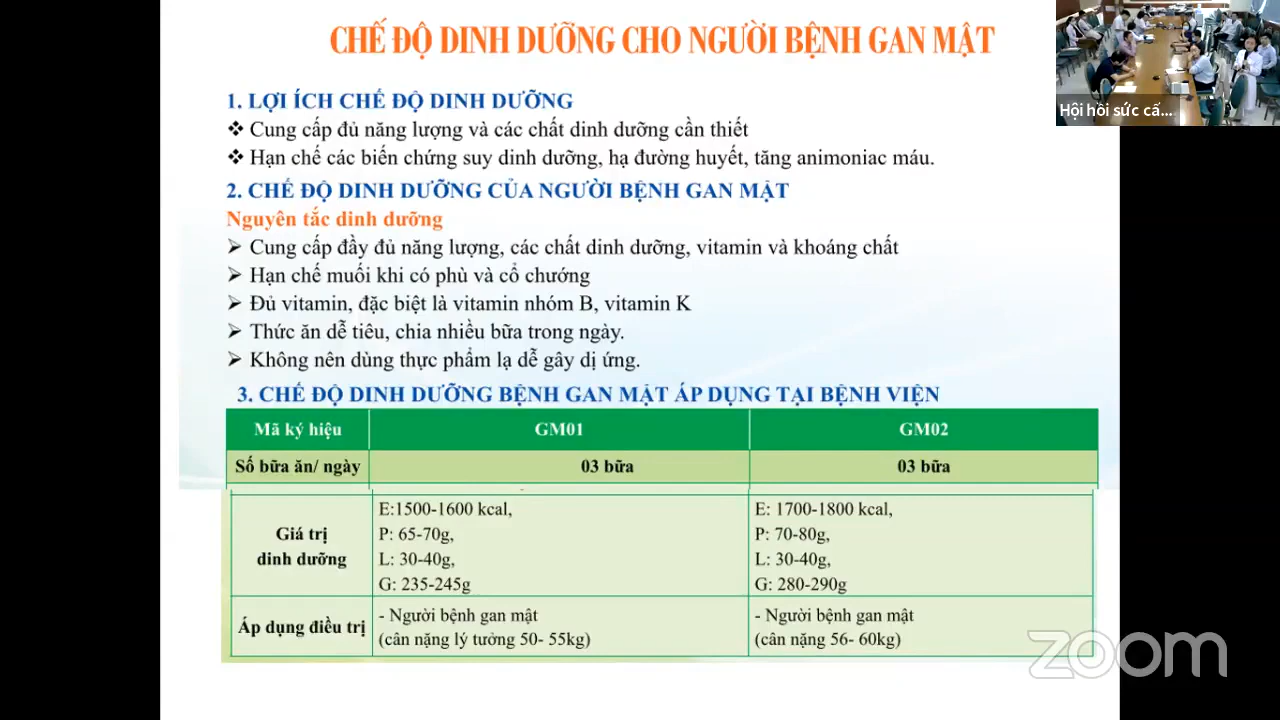 CHẾ ĐỘ DINH DƯỠNG CHO NGƯỜI BỆNH GAN MẬT
Hội hồi sức cấ...
1. LỢI ÍCH CHẾ ĐỘ DINH DƯỠNG
❖ Cung cấp đủ năng lượng và các chất dinh dưỡng cần thiết
❖ Hạn chế các biến chứng suy dinh dưỡng, hạ đường huyết, tăng animoniac máu.
2. CHẾ ĐỘ DINH DƯỠNG CỦA NGƯỜI BỆNH GAN MẬT
Nguyên tắc dinh dưỡng
➢ Cung cấp đầy đủ năng lượng, các chất dinh dưỡng, vitamin và khoáng chất
➢ Hạn chế muối khi có phù và cổ chướng
➢ Đủ vitamin, đặc biệt là vitamin nhóm B, vitamin K
➢ Thức ăn dễ tiêu, chia nhiều bữa trong ngày.
➢ Không nên dùng thực phẩm lạ dễ gây dị ứng.
3. CHẾ ĐỘ DINH DƯỠNG BỆNH GAN MẬT ÁP DỤNG TẠI BỆNH VIỆN
Mã ký hiệu GM01 GM02
Số bữa ăn/ ngày 03 bữa 03 bữa
Giá trị
dinh dưỡng
E:1500-1600 kcal,
P: 65-70g,
L: 30-40g,
G: 235-245g
E: 1700-1800 kcal,
P: 70-80g,
L: 30-40g,
G: 280-290g
Áp dụng điều trị
- Người bệnh gan mật
(cân nặng lý tưởng 50- 55kg)
- Người bệnh gan mật
(cân nặng 56- 60kg)
zoom